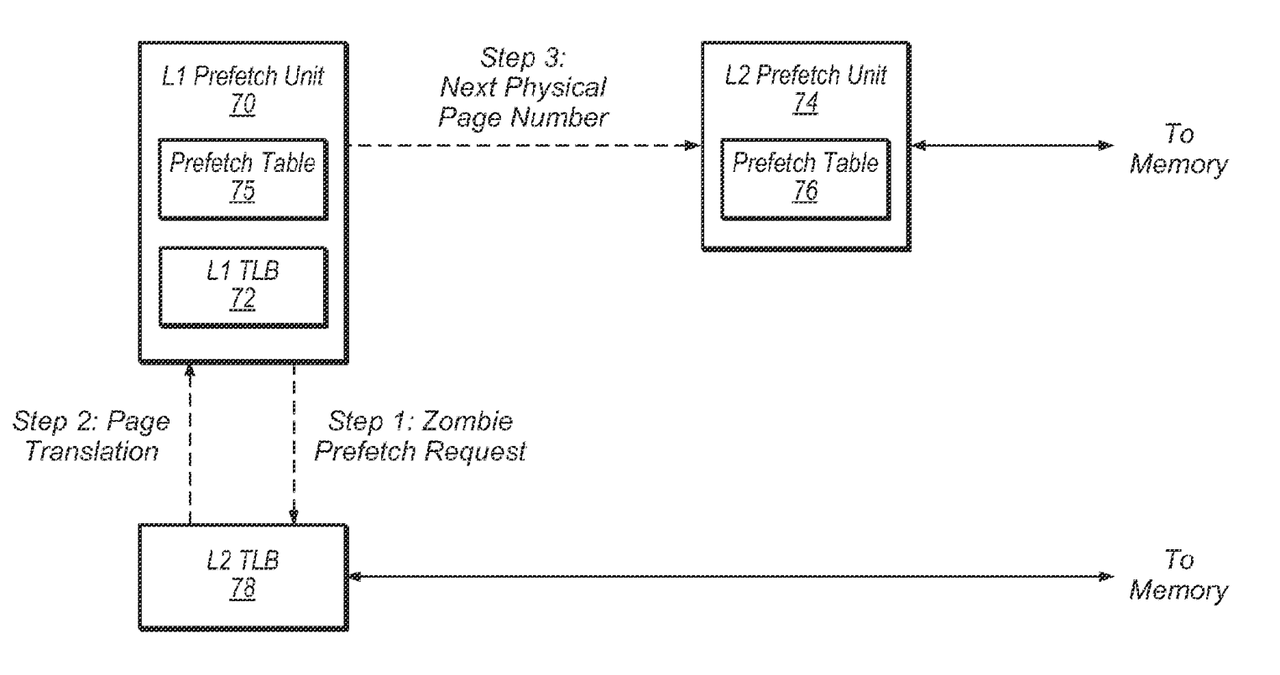 L1 Prefetch Unit
70
Prefetch Table
75
L1 TLB
72
Step 3:
Next Physical
Page Number
L2 Prefetch Unit
74
Prefetch Table
76
To
Memory
Step 2: Page
Translation
Step 1: Zombie
Prefetch Request
L2 TLB
78
To
Memory